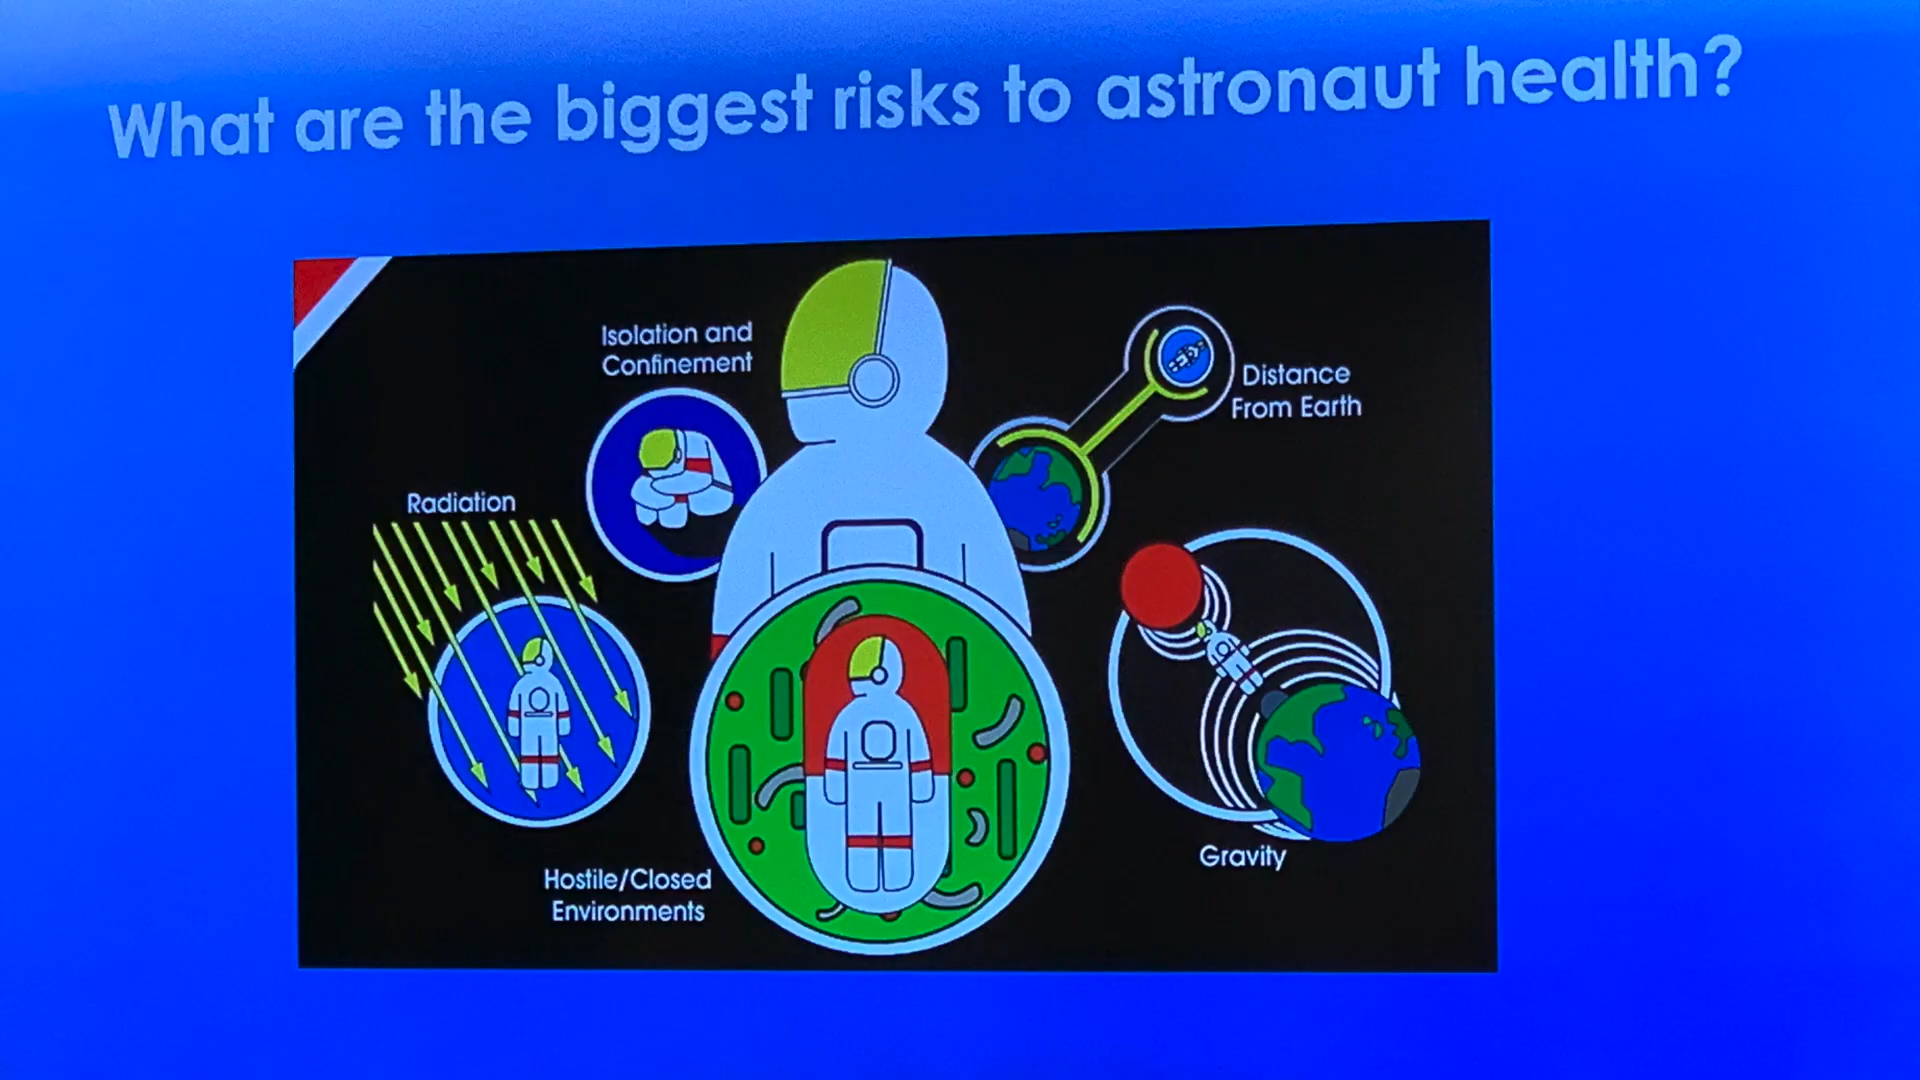 What are the biggest risks to astronaut health?
Isolation and
Confinement
Distance
From Earth
Radiation
Hostile/Closed
Environments
Gravity